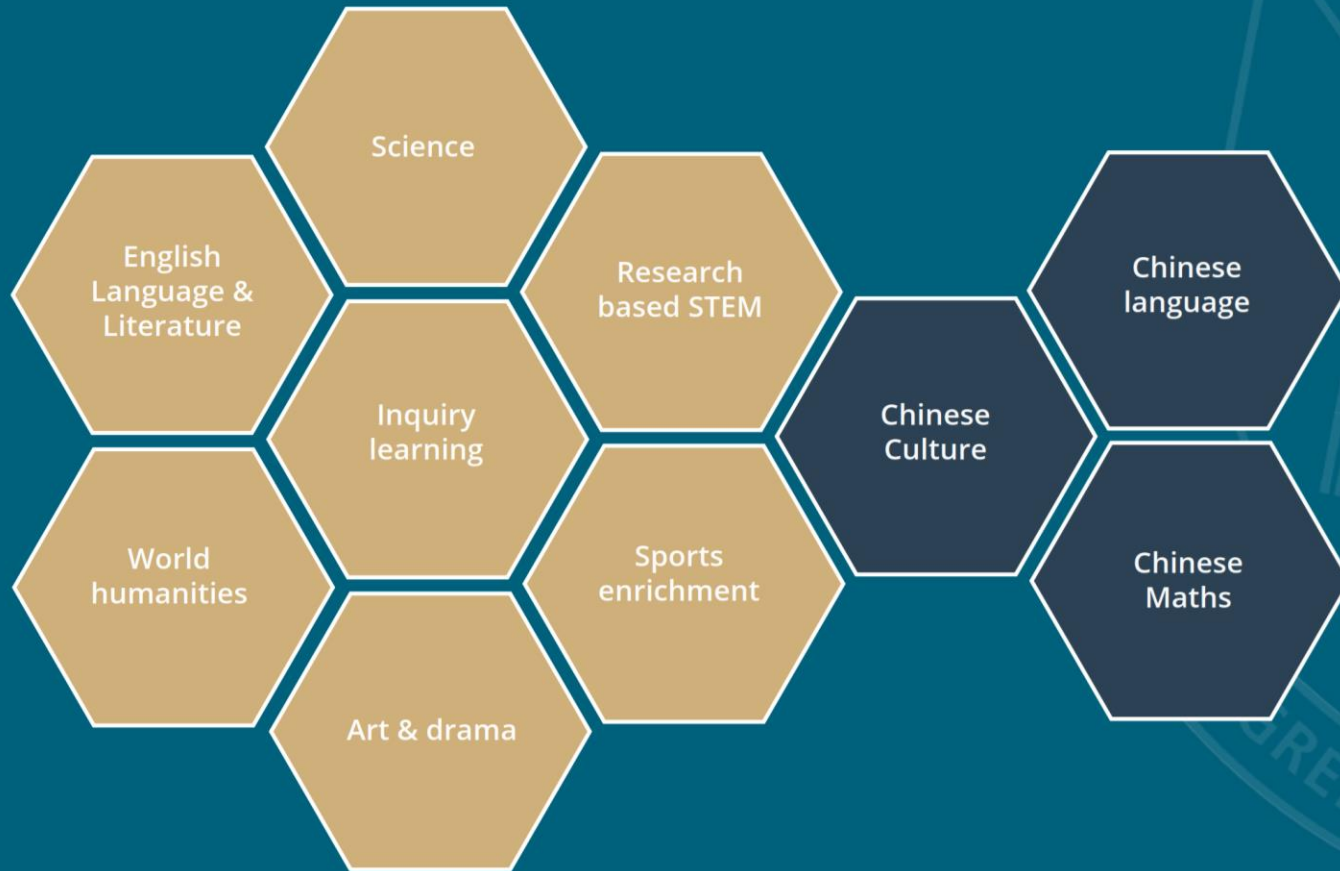 Science
English
Language &
Literature
Research
based STEM
Chinese
language
Inquiry
learning
Chinese
Culture
World
humanities
Sports
enrichment
Chinese
Maths
Art & drama